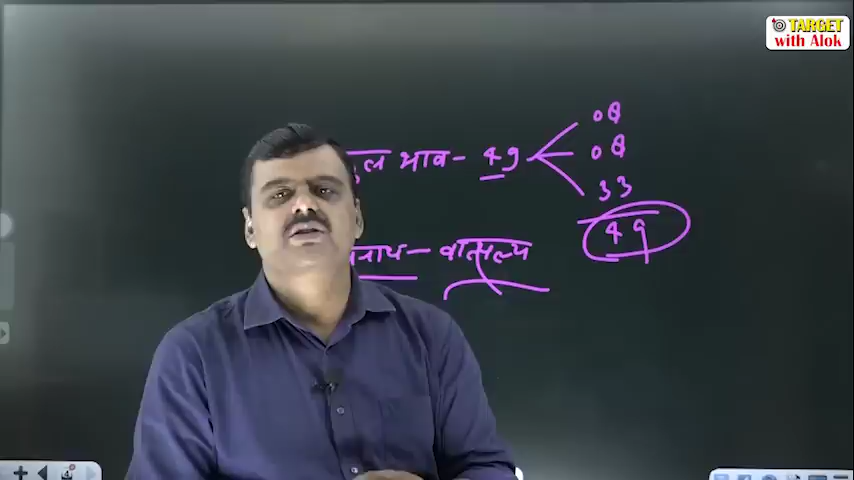 TARGET
with Alok
08
ुल भाव - 49
08
33
49
नाथ - वात्सल्य